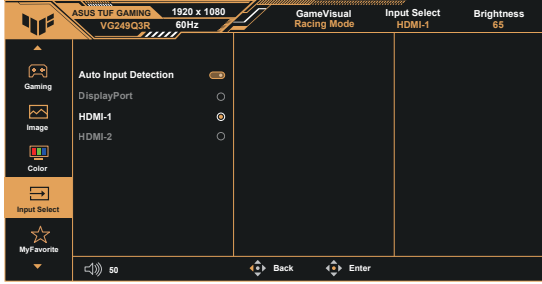 ASUS TUF GAMING 1920 x 1080 GameVisual Input Select Brightness
VG249Q3R 60Hz Racing Mode HDMI-1 65
Gaming
Image
Color
Input Select
MyFavorite
Auto Input Detection
DisplayPort
HDMI-1
HDMI-2
50 Back Enter